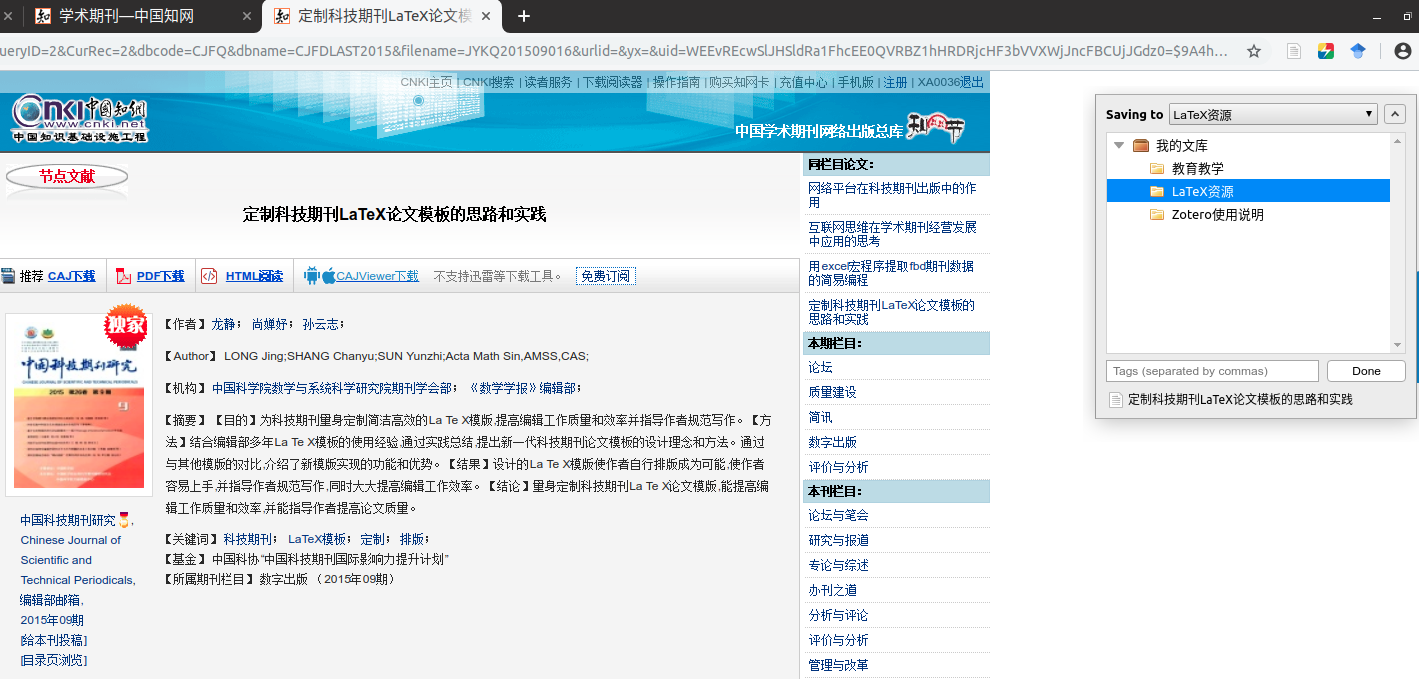 学术期刊—中国知网
定制科技期刊LaTeX论文模
ueryID=2&CurRec=2&dbcode=CJFQ&dbname=CJFDLAST2015&filename=JYKQ201509016&urlid=&yx=&uid=WEEvREcwSlJHSldRa1FhcEE0QVRBZ1hHRDRjcHF3bVVXWjJncFBCUjJGdz0=$9A4h…
CNKI主页 | CNKI搜索 | 读者服务 | 下载阅读器 | 操作指南 | 购买知网卡 | 充值中心 | 手机版 | 注册 | XA0036退出
CNKI中国知网
www.cnki.net
中国知识基础设施工程
中国学术期刊网络出版总库
节点文献
定制科技期刊LaTeX论文模板的思路和实践
推荐 CAJ下载 PDF下载 HTML阅读 CAJViewer下载 不支持迅雷等下载工具。 免费订阅
独家
中国科技期刊研究
2015 第26卷 第9期
【作者】 龙静； 尚婵妤； 孙云志；
【Author】 LONG Jing;SHANG Chanyu;SUN Yunzhi;Acta Math Sin,AMSS,CAS;
【机构】 中国科学院数学与系统科学研究院期刊学会部； 《数学学报》编辑部；
【摘要】 【目的】为科技期刊量身定制简洁高效的La Te X模版,提高编辑工作质量和效率并指导作者规范写作。【方
法】结合编辑部多年La Te X模板的使用经验,通过实践总结,提出新一代科技期刊论文模板的设计理念和方法。通过
与其他模版的对比,介绍了新模版实现的功能和优势。【结果】设计的La Te X模版使作者自行排版成为可能,使作者
容易上手,并指导作者规范写作,同时大大提高编辑工作效率。【结论】量身定制科技期刊La Te X论文模版,能提高编
辑工作质量和效率,并能指导作者提高论文质量。
【关键词】 科技期刊； LaTeX模板； 定制； 排版；
【基金】 中国科协“中国科技期刊国际影响力提升计划”
【所属期刊栏目】 数字出版 （2015年09期）
中国科技期刊研究,
Chinese Journal of
Scientific and
Technical Periodicals,
编辑部邮箱,
2015年09期
[给本刊投稿]
[目录页浏览]
同栏目论文：
网络平台在科技期刊出版中的作
用
互联网思维在学术期刊经营发展
中应用的思考
用excel宏程序提取fbd期刊数据
的简易编程
定制科技期刊LaTeX论文模板的
思路和实践
本期栏目：
论坛
质量建设
简讯
数字出版
评价与分析
本刊栏目：
论坛与笔会
研究与报道
专论与综述
办刊之道
分析与评论
评价与分析
管理与改革
Saving to LaTeX资源
我的文库
教育教学
LaTeX资源
Zotero使用说明
Tags (separated by commas) Done
定制科技期刊LaTeX论文模板的思路和实践